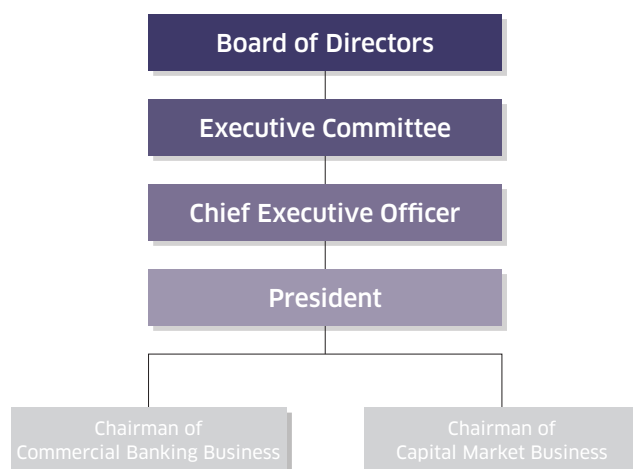 Board of Directors
Executive Committee
Chief Executive Officer
President
Chairman of
Commercial Banking Business
Chairman of
Capital Market Business